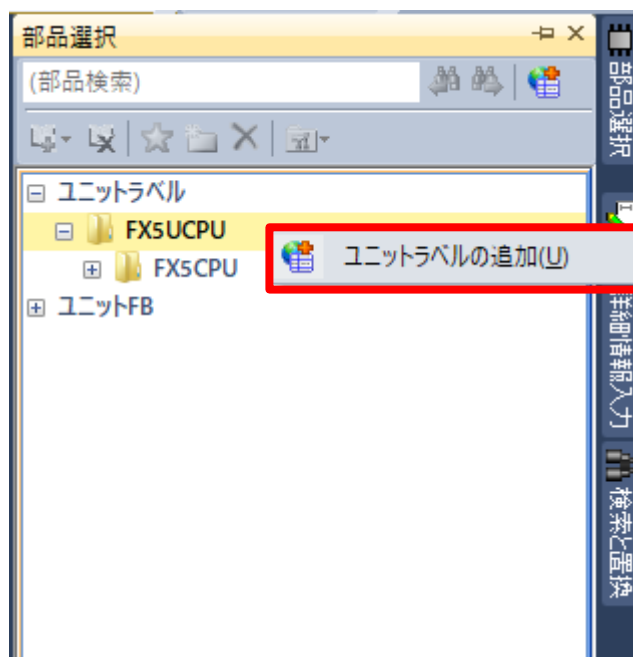 部品選択
(部品検索)
ユニットラベル
FX5UCPU
FX5CPU
ユニットFB
ユニットラベルの追加(U)
部品選択
詳細情報入力
検索と置換